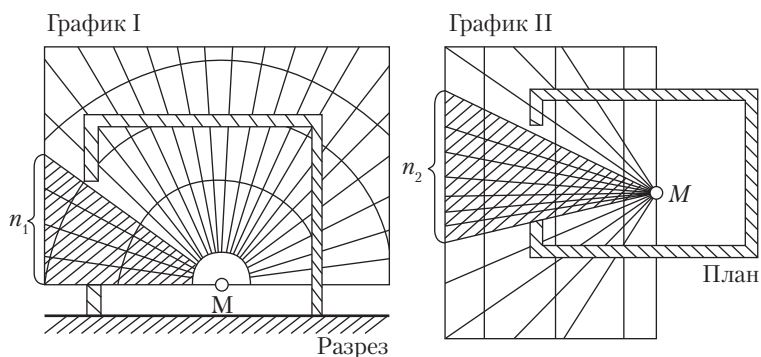 График I
График II
n₁
n₂
M
М
План
Разрез